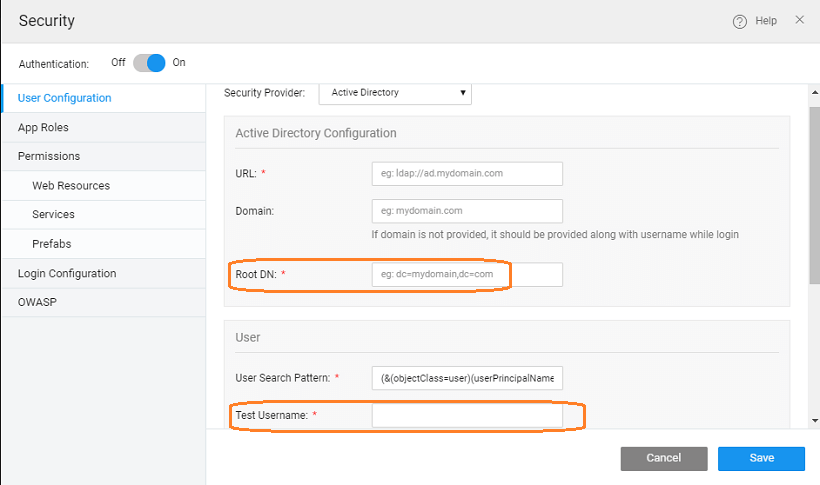 Security
Help
Authentication: Off On
User Configuration
App Roles
Permissions
Web Resources
Services
Prefabs
Login Configuration
OWASP
Security Provider: Active Directory
Active Directory Configuration
URL: * eg: ldap://ad.mydomain.com
Domain: eg: mydomain.com
If domain is not provided, it should be provided along with username while login
Root DN: * eg: dc=mydomain,dc=com
User
User Search Pattern: * (&(objectClass=user)(userPrincipalName
Test Username: *
Cancel Save